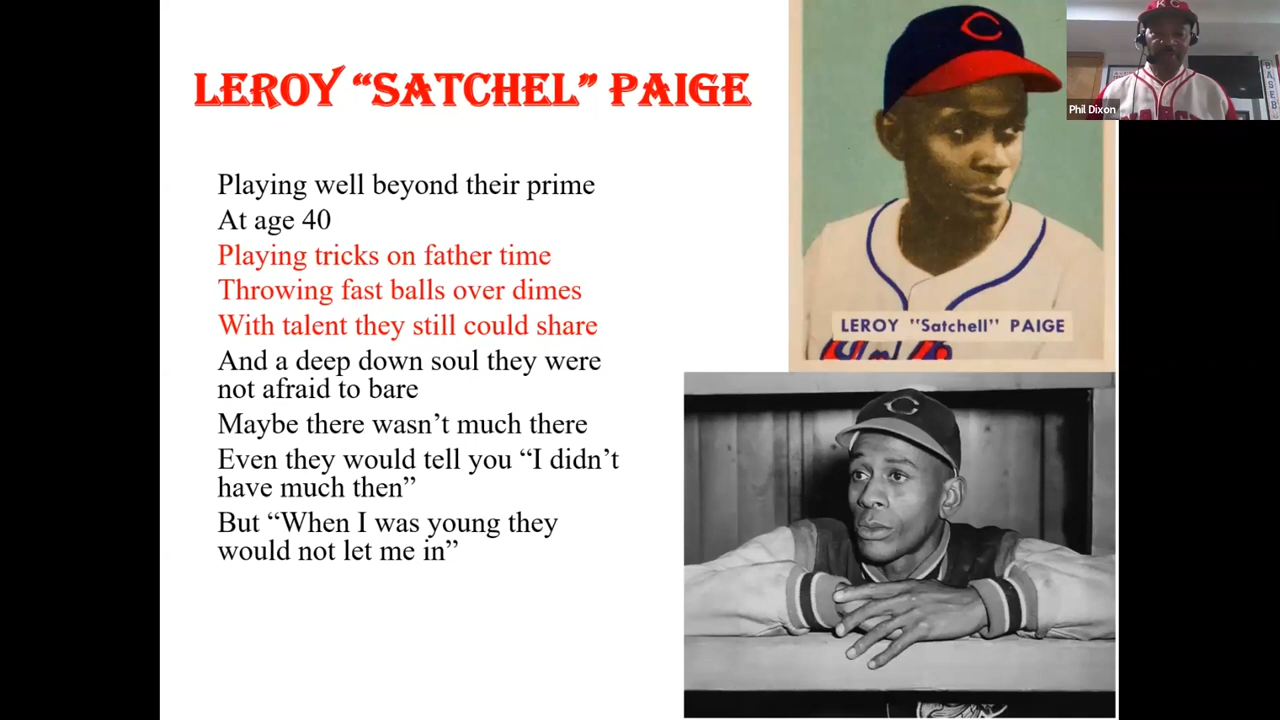 LEROY “SATCHEL” PAIGE
Playing well beyond their prime
At age 40
Playing tricks on father time
Throwing fast balls over dimes
With talent they still could share
And a deep down soul they were
not afraid to bare
Maybe there wasn’t much there
Even they would tell you “I didn’t
have much then”
But “When I was young they
would not let me in”
C
LEROY "Satchell" PAIGE
C
KC
Phil Dixon